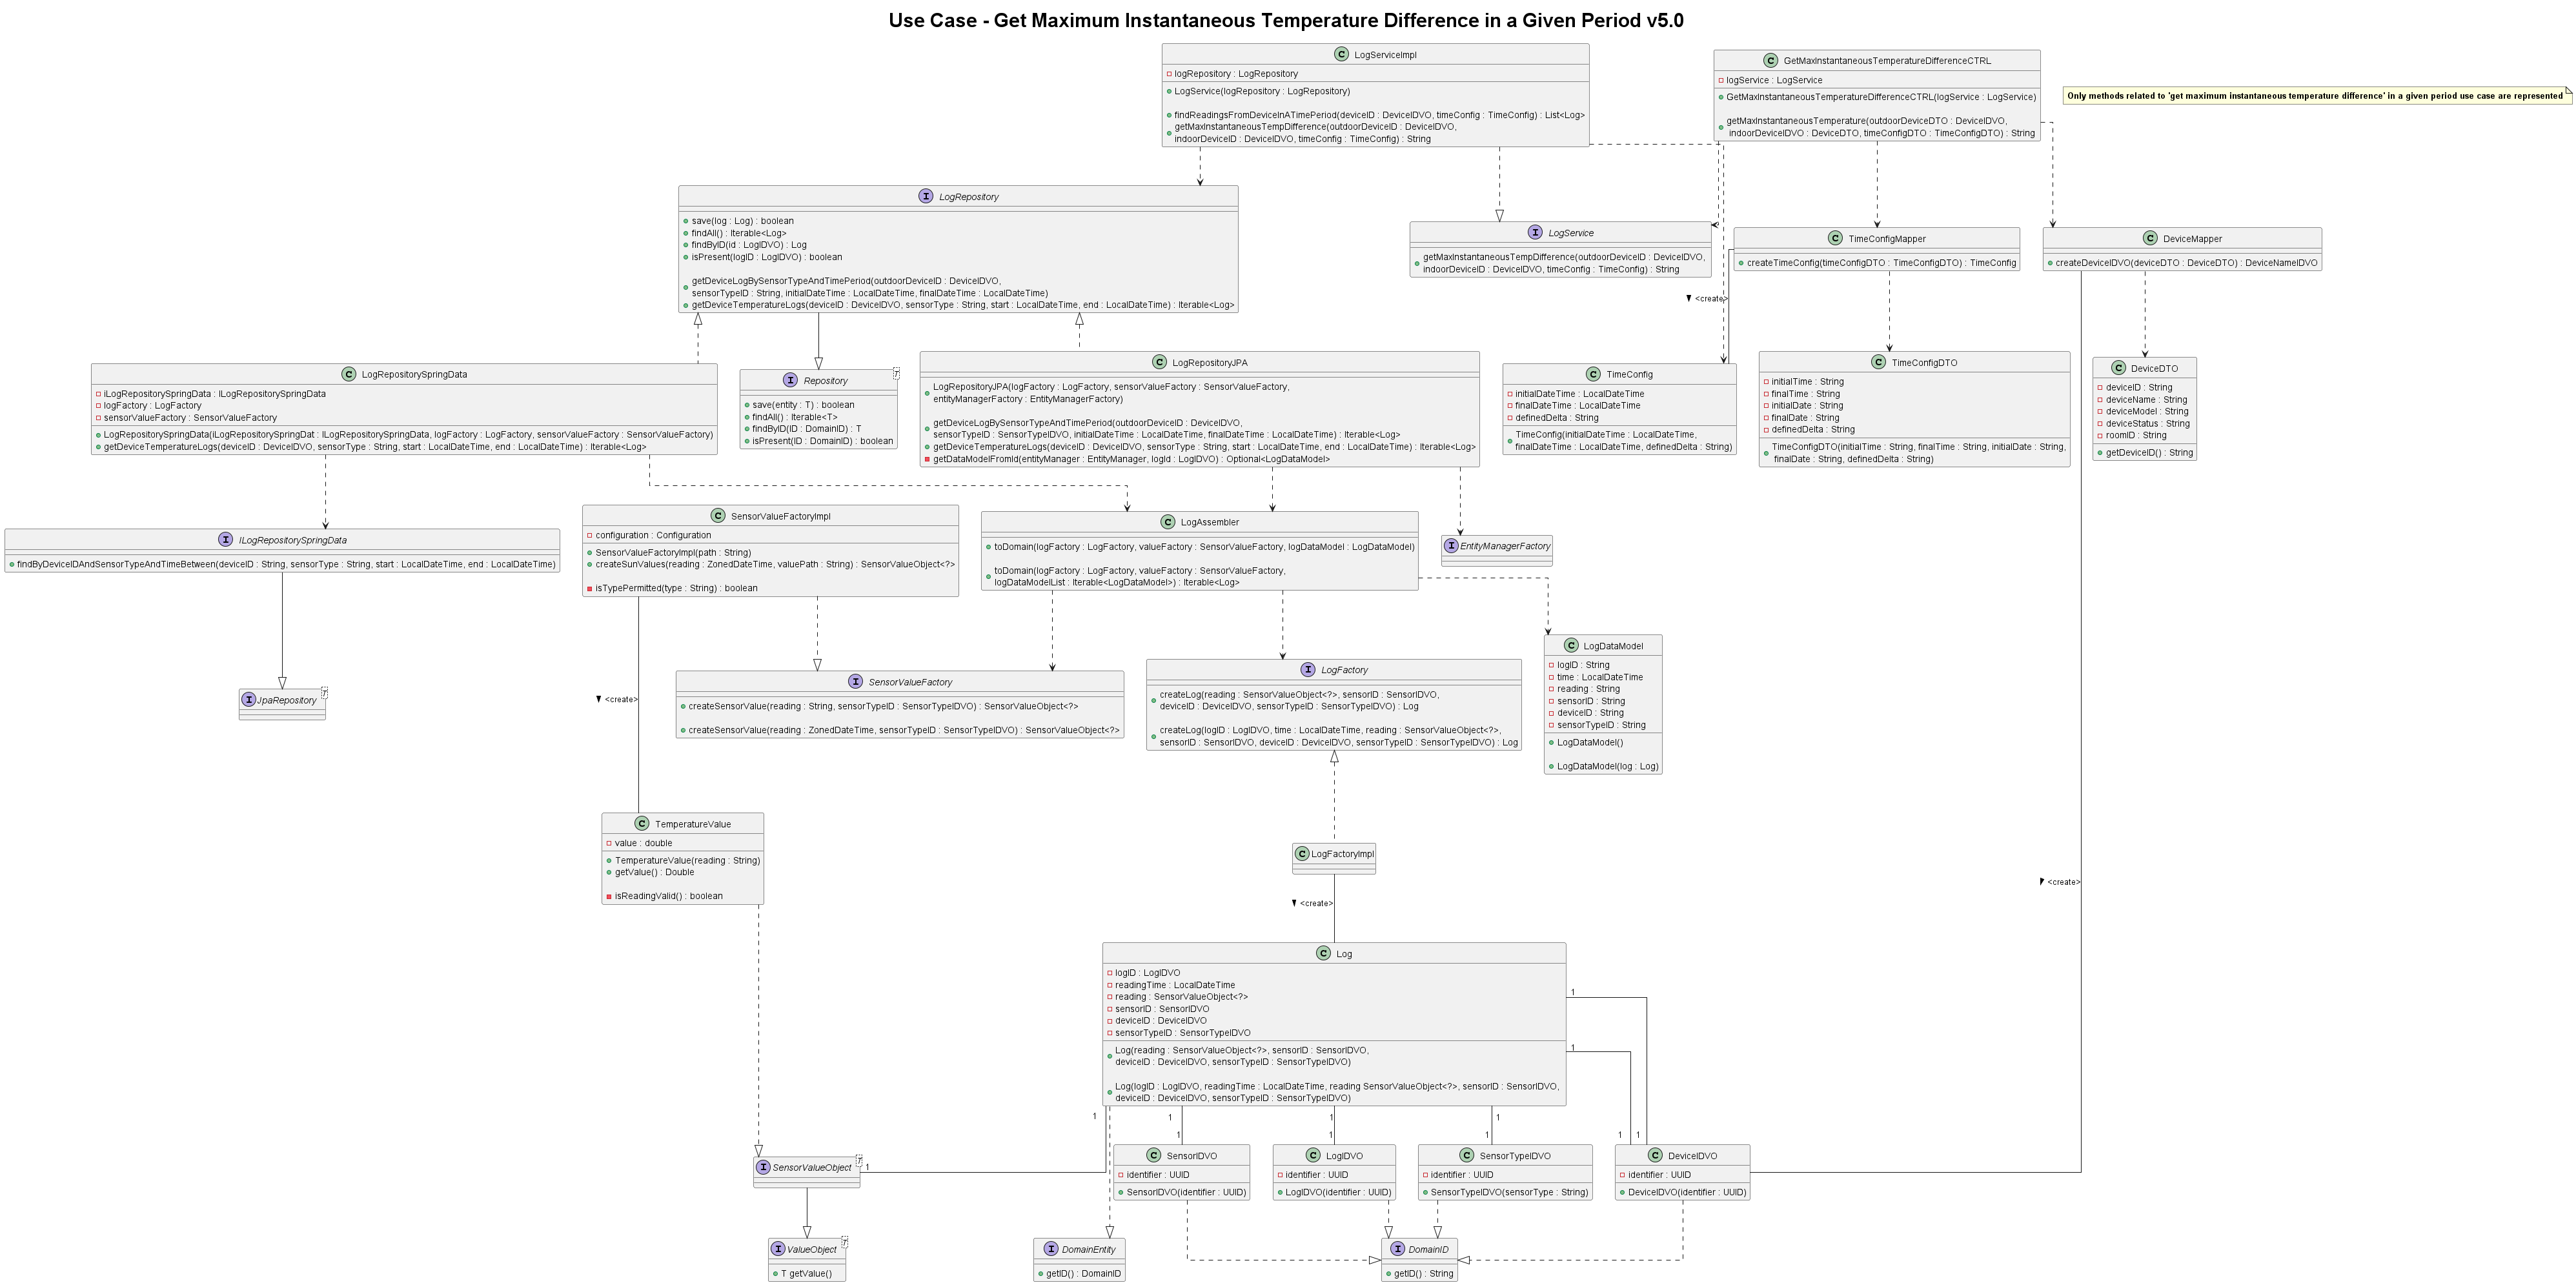 Use Case - Get Maximum Instantaneous Temperature Difference in a Given Period v5.0
C LogServiceImpl
logRepository : LogRepository
LogService(logRepository : LogRepository)
findReadingsFromDeviceInATimePeriod(deviceID : DeviceIDVO, timeConfig : TimeConfig) : List<Log>
getMaxInstantaneousTempDifference(outdoorDeviceID : DeviceIDVO,
indoorDeviceID : DeviceIDVO, timeConfig : TimeConfig) : String
C GetMaxInstantaneousTemperatureDifferenceCTRL
logService : LogService
GetMaxInstantaneousTemperatureDifferenceCTRL(logService : LogService)
getMaxInstantaneousTemperature(outdoorDeviceDTO : DeviceIDVO,
indoorDeviceIDVO : DeviceDTO, timeConfigDTO : TimeConfigDTO) : String
Only methods related to 'get maximum instantaneous temperature difference' in a given period use case are represented
I LogRepository
save(log : Log) : boolean
findAll() : Iterable<Log>
findByID(id : LogIDVO) : Log
isPresent(logID : LogIDVO) : boolean
getDeviceLogBySensorTypeAndTimePeriod(outdoorDeviceID : DeviceIDVO,
sensorTypeID : String, initialDateTime : LocalDateTime, finalDateTime : LocalDateTime)
getDeviceTemperatureLogs(deviceID : DeviceIDVO, sensorType : String, start : LocalDateTime, end : LocalDateTime) : Iterable<Log>
I LogService
getMaxInstantaneousTempDifference(outdoorDeviceID : DeviceIDVO,
indoorDeviceID : DeviceIDVO, timeConfig : TimeConfig) : String
C TimeConfigMapper
createTimeConfig(timeConfigDTO : TimeConfigDTO) : TimeConfig
C DeviceMapper
createDeviceIDVO(deviceDTO : DeviceDTO) : DeviceNameIDVO
<create>
C LogRepositorySpringData
iLogRepositorySpringData : ILogRepositorySpringData
logFactory : LogFactory
sensorValueFactory : SensorValueFactory
LogRepositorySpringData(iLogRepositorySpringDat : ILogRepositorySpringData, logFactory : LogFactory, sensorValueFactory : SensorValueFactory)
getDeviceTemperatureLogs(deviceID : DeviceIDVO, sensorType : String, start : LocalDateTime, end : LocalDateTime) : Iterable<Log>
I Repository T
save(entity : T) : boolean
findAll() : Iterable<T>
findByID(ID : DomainID) : T
isPresent(ID : DomainID) : boolean
C LogRepositoryJPA
LogRepositoryJPA(logFactory : LogFactory, sensorValueFactory : SensorValueFactory,
entityManagerFactory : EntityManagerFactory)
getDeviceLogBySensorTypeAndTimePeriod(outdoorDeviceID : DeviceIDVO,
sensorTypeID : SensorTypeIDVO, initialDateTime : LocalDateTime, finalDateTime : LocalDateTime) : Iterable<Log>
getDeviceTemperatureLogs(deviceID : DeviceIDVO, sensorType : String, start : LocalDateTime, end : LocalDateTime) : Iterable<Log>
getDataModelFromId(entityManager : EntityManager, logId : LogIDVO) : Optional<LogDataModel>
C TimeConfig
initialDateTime : LocalDateTime
finalDateTime : LocalDateTime
definedDelta : String
TimeConfig(initialDateTime : LocalDateTime,
finalDateTime : LocalDateTime, definedDelta : String)
C TimeConfigDTO
initialTime : String
finalTime : String
initialDate : String
finalDate : String
definedDelta : String
TimeConfigDTO(initialTime : String, finalTime : String, initialDate : String,
finalDate : String, definedDelta : String)
C DeviceDTO
deviceID : String
deviceName : String
deviceModel : String
deviceStatus : String
roomID : String
getDeviceID() : String
I ILogRepositorySpringData
findByDeviceIDAndSensorTypeAndTimeBetween(deviceID : String, sensorType : String, start : LocalDateTime, end : LocalDateTime)
C SensorValueFactoryImpl
configuration : Configuration
SensorValueFactoryImpl(path : String)
createSunValues(reading : ZonedDateTime, valuePath : String) : SensorValueObject<?>
isTypePermitted(type : String) : boolean
C LogAssembler
toDomain(logFactory : LogFactory, valueFactory : SensorValueFactory, logDataModel : LogDataModel)
toDomain(logFactory : LogFactory, valueFactory : SensorValueFactory,
logDataModelList : Iterable<LogDataModel>) : Iterable<Log>
I EntityManagerFactory
I JpaRepository T
<create>
I SensorValueFactory
createSensorValue(reading : String, sensorTypeID : SensorTypeIDVO) : SensorValueObject<?>
createSensorValue(reading : ZonedDateTime, sensorTypeID : SensorTypeIDVO) : SensorValueObject<?>
I LogFactory
createLog(reading : SensorValueObject<?>, sensorID : SensorIDVO,
deviceID : DeviceIDVO, sensorTypeID : SensorTypeIDVO) : Log
createLog(logID : LogIDVO, time : LocalDateTime, reading : SensorValueObject<?>,
sensorID : SensorIDVO, deviceID : DeviceIDVO, sensorTypeID : SensorTypeIDVO) : Log
C LogDataModel
logID : String
time : LocalDateTime
reading : String
sensorID : String
deviceID : String
sensorTypeID : String
LogDataModel()
LogDataModel(log : Log)
C TemperatureValue
value : double
TemperatureValue(reading : String)
getValue() : Double
isReadingValid() : boolean
C LogFactoryImpl
<create>
<create>
C Log
logID : LogIDVO
readingTime : LocalDateTime
reading : SensorValueObject<?>
sensorID : SensorIDVO
deviceID : DeviceIDVO
sensorTypeID : SensorTypeIDVO
Log(reading : SensorValueObject<?>, sensorID : SensorIDVO,
deviceID : DeviceIDVO, sensorTypeID : SensorTypeIDVO)
Log(logID : LogIDVO, readingTime : LocalDateTime, reading SensorValueObject<?>, sensorID : SensorIDVO,
deviceID : DeviceIDVO, sensorTypeID : SensorTypeIDVO)
1
1
1 1 1 1
1 1 1 1 1
I SensorValueObject T 1
C SensorIDVO
identifier : UUID
SensorIDVO(identifier : UUID)
C LogIDVO
identifier : UUID
LogIDVO(identifier : UUID)
C SensorTypeIDVO
identifier : UUID
SensorTypeIDVO(sensorType : String)
C DeviceIDVO
identifier : UUID
DeviceIDVO(identifier : UUID)
I ValueObject T
T getValue()
I DomainEntity
getID() : DomainID
I DomainID
getID() : String